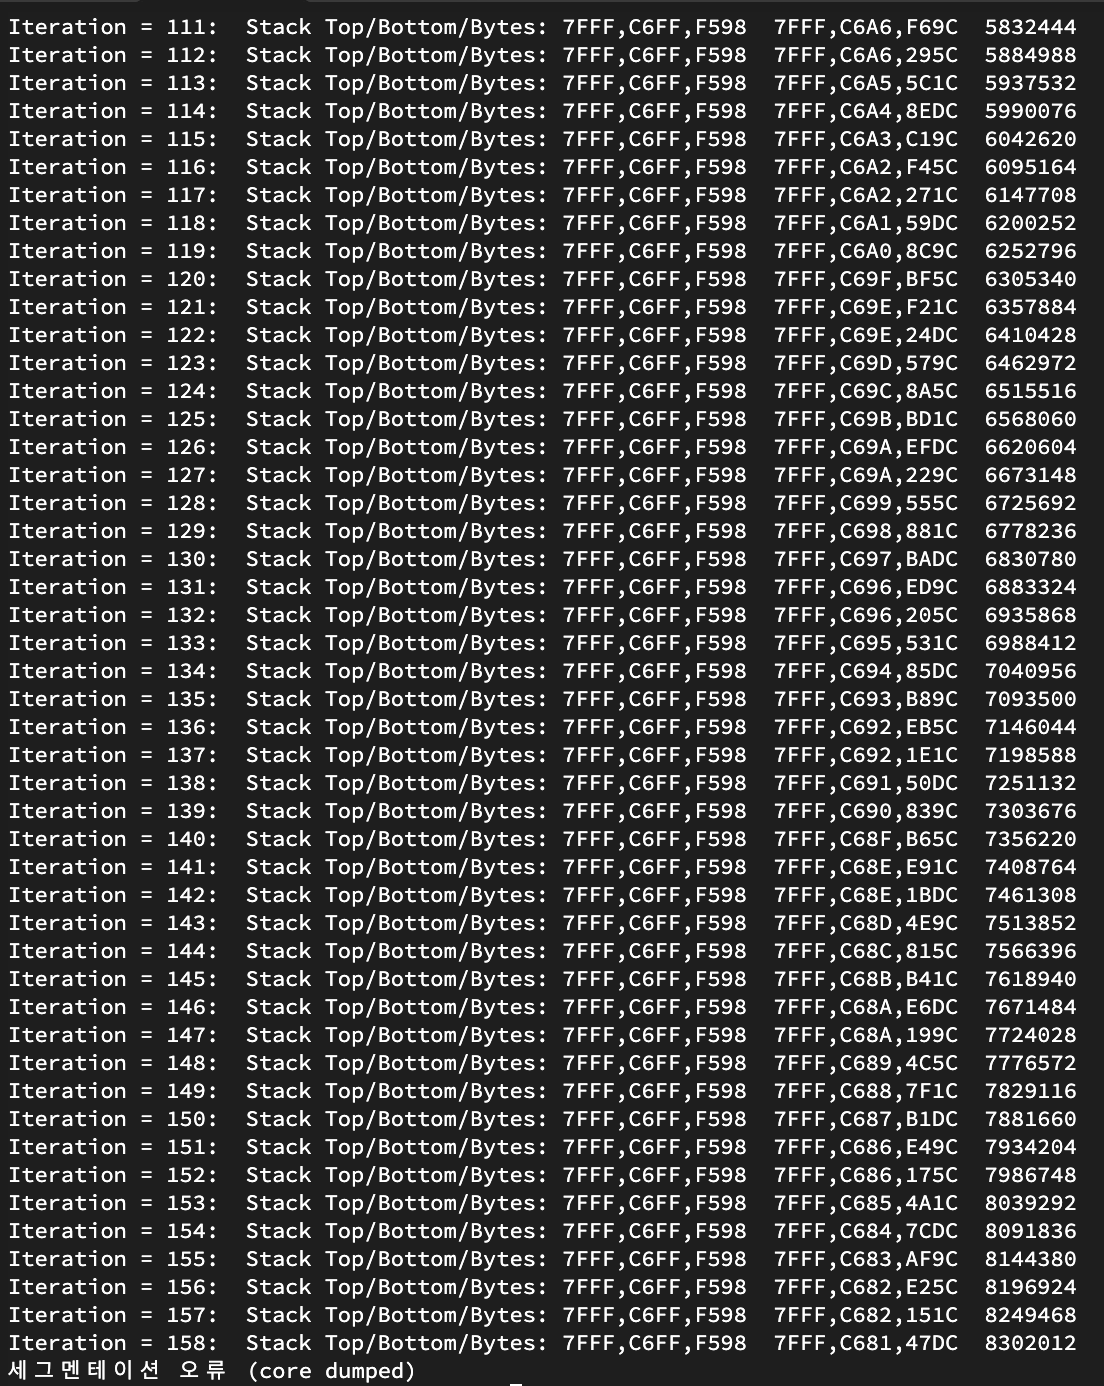 Iteration = 111:  Stack Top/Bottom/Bytes: 7FFF,C6FF,F598  7FFF,C6A6,F69C  5832444
Iteration = 112:  Stack Top/Bottom/Bytes: 7FFF,C6FF,F598  7FFF,C6A6,295C  5884988
Iteration = 113:  Stack Top/Bottom/Bytes: 7FFF,C6FF,F598  7FFF,C6A5,5C1C  5937532
Iteration = 114:  Stack Top/Bottom/Bytes: 7FFF,C6FF,F598  7FFF,C6A4,8EDC  5990076
Iteration = 115:  Stack Top/Bottom/Bytes: 7FFF,C6FF,F598  7FFF,C6A3,C19C  6042620
Iteration = 116:  Stack Top/Bottom/Bytes: 7FFF,C6FF,F598  7FFF,C6A2,F45C  6095164
Iteration = 117:  Stack Top/Bottom/Bytes: 7FFF,C6FF,F598  7FFF,C6A2,271C  6147708
Iteration = 118:  Stack Top/Bottom/Bytes: 7FFF,C6FF,F598  7FFF,C6A1,59DC  6200252
Iteration = 119:  Stack Top/Bottom/Bytes: 7FFF,C6FF,F598  7FFF,C6A0,8C9C  6252796
Iteration = 120:  Stack Top/Bottom/Bytes: 7FFF,C6FF,F598  7FFF,C69F,BF5C  6305340
Iteration = 121:  Stack Top/Bottom/Bytes: 7FFF,C6FF,F598  7FFF,C69E,F21C  6357884
Iteration = 122:  Stack Top/Bottom/Bytes: 7FFF,C6FF,F598  7FFF,C69E,24DC  6410428
Iteration = 123:  Stack Top/Bottom/Bytes: 7FFF,C6FF,F598  7FFF,C69D,579C  6462972
Iteration = 124:  Stack Top/Bottom/Bytes: 7FFF,C6FF,F598  7FFF,C69C,8A5C  6515516
Iteration = 125:  Stack Top/Bottom/Bytes: 7FFF,C6FF,F598  7FFF,C69B,BD1C  6568060
Iteration = 126:  Stack Top/Bottom/Bytes: 7FFF,C6FF,F598  7FFF,C69A,EFDC  6620604
Iteration = 127:  Stack Top/Bottom/Bytes: 7FFF,C6FF,F598  7FFF,C69A,229C  6673148
Iteration = 128:  Stack Top/Bottom/Bytes: 7FFF,C6FF,F598  7FFF,C699,555C  6725692
Iteration = 129:  Stack Top/Bottom/Bytes: 7FFF,C6FF,F598  7FFF,C698,881C  6778236
Iteration = 130:  Stack Top/Bottom/Bytes: 7FFF,C6FF,F598  7FFF,C697,BADC  6830780
Iteration = 131:  Stack Top/Bottom/Bytes: 7FFF,C6FF,F598  7FFF,C696,ED9C  6883324
Iteration = 132:  Stack Top/Bottom/Bytes: 7FFF,C6FF,F598  7FFF,C696,205C  6935868
Iteration = 133:  Stack Top/Bottom/Bytes: 7FFF,C6FF,F598  7FFF,C695,531C  6988412
Iteration = 134:  Stack Top/Bottom/Bytes: 7FFF,C6FF,F598  7FFF,C694,85DC  7040956
Iteration = 135:  Stack Top/Bottom/Bytes: 7FFF,C6FF,F598  7FFF,C693,B89C  7093500
Iteration = 136:  Stack Top/Bottom/Bytes: 7FFF,C6FF,F598  7FFF,C692,EB5C  7146044
Iteration = 137:  Stack Top/Bottom/Bytes: 7FFF,C6FF,F598  7FFF,C692,1E1C  7198588
Iteration = 138:  Stack Top/Bottom/Bytes: 7FFF,C6FF,F598  7FFF,C691,50DC  7251132
Iteration = 139:  Stack Top/Bottom/Bytes: 7FFF,C6FF,F598  7FFF,C690,839C  7303676
Iteration = 140:  Stack Top/Bottom/Bytes: 7FFF,C6FF,F598  7FFF,C68F,B65C  7356220
Iteration = 141:  Stack Top/Bottom/Bytes: 7FFF,C6FF,F598  7FFF,C68E,E91C  7408764
Iteration = 142:  Stack Top/Bottom/Bytes: 7FFF,C6FF,F598  7FFF,C68E,1BDC  7461308
Iteration = 143:  Stack Top/Bottom/Bytes: 7FFF,C6FF,F598  7FFF,C68D,4E9C  7513852
Iteration = 144:  Stack Top/Bottom/Bytes: 7FFF,C6FF,F598  7FFF,C68C,815C  7566396
Iteration = 145:  Stack Top/Bottom/Bytes: 7FFF,C6FF,F598  7FFF,C68B,B41C  7618940
Iteration = 146:  Stack Top/Bottom/Bytes: 7FFF,C6FF,F598  7FFF,C68A,E6DC  7671484
Iteration = 147:  Stack Top/Bottom/Bytes: 7FFF,C6FF,F598  7FFF,C68A,199C  7724028
Iteration = 148:  Stack Top/Bottom/Bytes: 7FFF,C6FF,F598  7FFF,C689,4C5C  7776572
Iteration = 149:  Stack Top/Bottom/Bytes: 7FFF,C6FF,F598  7FFF,C688,7F1C  7829116
Iteration = 150:  Stack Top/Bottom/Bytes: 7FFF,C6FF,F598  7FFF,C687,B1DC  7881660
Iteration = 151:  Stack Top/Bottom/Bytes: 7FFF,C6FF,F598  7FFF,C686,E49C  7934204
Iteration = 152:  Stack Top/Bottom/Bytes: 7FFF,C6FF,F598  7FFF,C686,175C  7986748
Iteration = 153:  Stack Top/Bottom/Bytes: 7FFF,C6FF,F598  7FFF,C685,4A1C  8039292
Iteration = 154:  Stack Top/Bottom/Bytes: 7FFF,C6FF,F598  7FFF,C684,7CDC  8091836
Iteration = 155:  Stack Top/Bottom/Bytes: 7FFF,C6FF,F598  7FFF,C683,AF9C  8144380
Iteration = 156:  Stack Top/Bottom/Bytes: 7FFF,C6FF,F598  7FFF,C682,E25C  8196924
Iteration = 157:  Stack Top/Bottom/Bytes: 7FFF,C6FF,F598  7FFF,C682,151C  8249468
Iteration = 158:  Stack Top/Bottom/Bytes: 7FFF,C6FF,F598  7FFF,C681,47DC  8302012
세그멘테이션 오류 (core dumped)